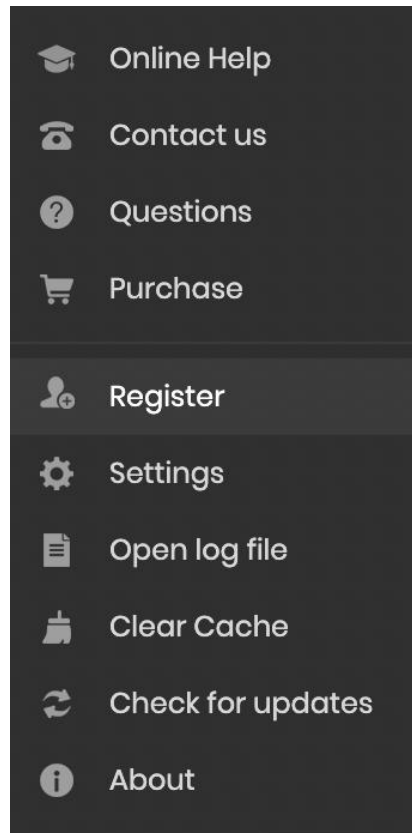 Online Help
Contact us
Questions
Purchase
Register
Settings
Open log file
Clear Cache
Check for updates
About